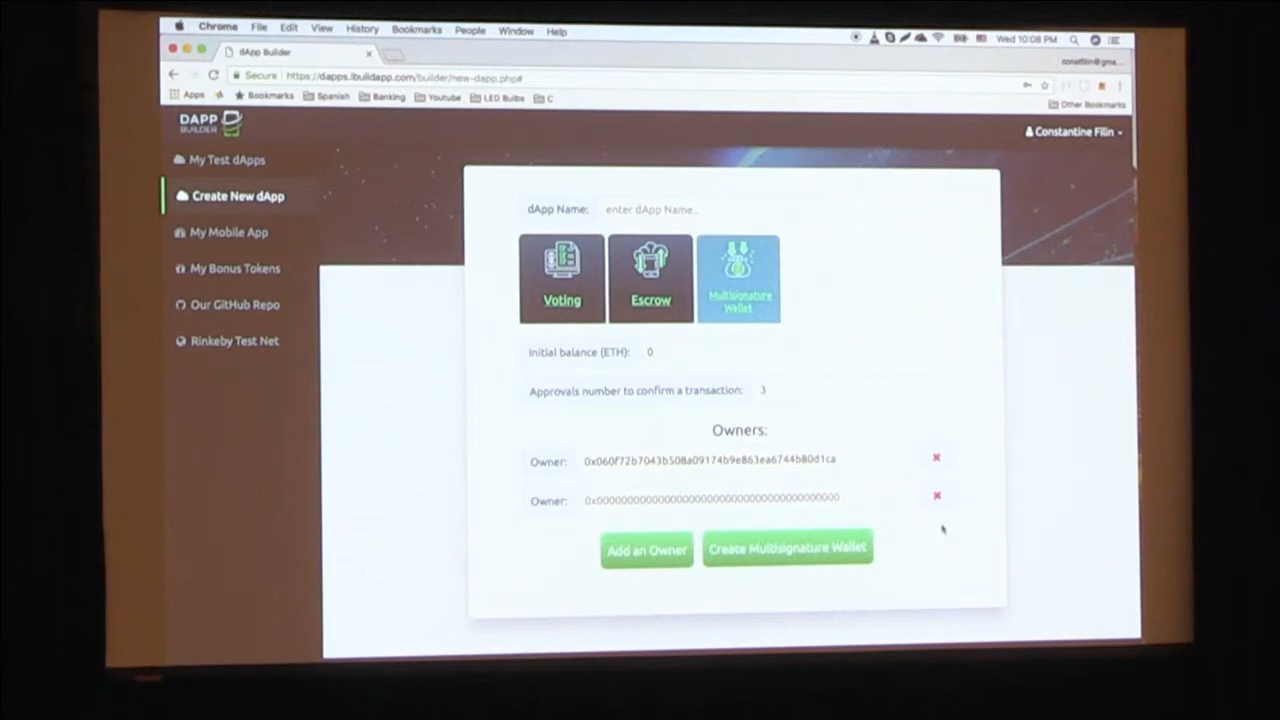 Chrome File Edit View History Bookmarks People Window Help Wed 10:08 PM
dApp Builder
Secure https://dapps.ibuildapp.com/builder/new-dapp.php#
Apps Bookmarks Spanish Banking Youtube LED Bulbs C
Other Bookmarks
DAPP
BUILDER
Constantine Filin
My Test dApps
Create New dApp
My Mobile App
My Bonus Tokens
Our GitHub Repo
Rinkeby Test Net
dApp Name: enter dApp Name..
Voting
Escrow
Multisignature
Wallet
Initial balance (ETH): 0
Approvals number to confirm a transaction: 3
Owners:
Owner: 0x060f72b7043b508a09174b9e863ea6744b80d1ca
Owner: 0x0000000000000000000000000000000000000000
Add an Owner
Create Multisignature Wallet